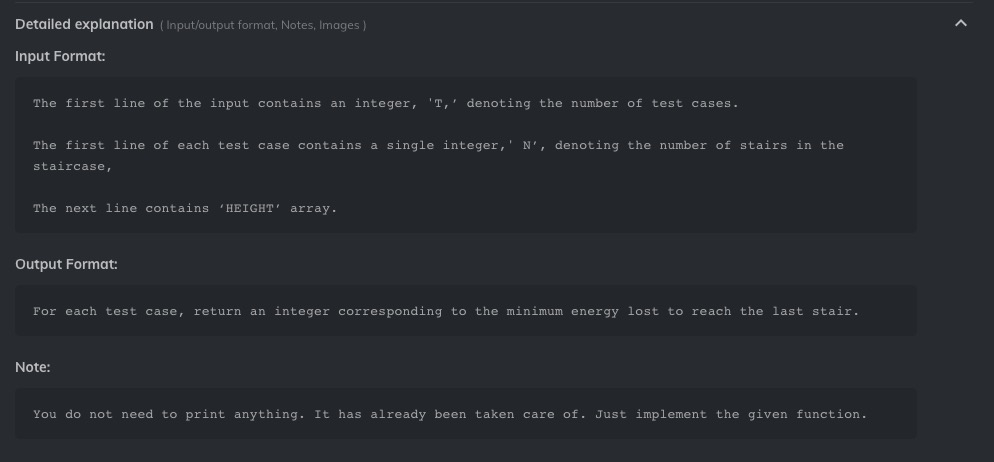 Detailed explanation ( Input/output format, Notes, Images )
Input Format:
The first line of the input contains an integer, 'T,’ denoting the number of test cases.
The first line of each test case contains a single integer,' N’, denoting the number of stairs in the
staircase,
The next line contains ‘HEIGHT’ array.
Output Format:
For each test case, return an integer corresponding to the minimum energy lost to reach the last stair.
Note:
You do not need to print anything. It has already been taken care of. Just implement the given function.